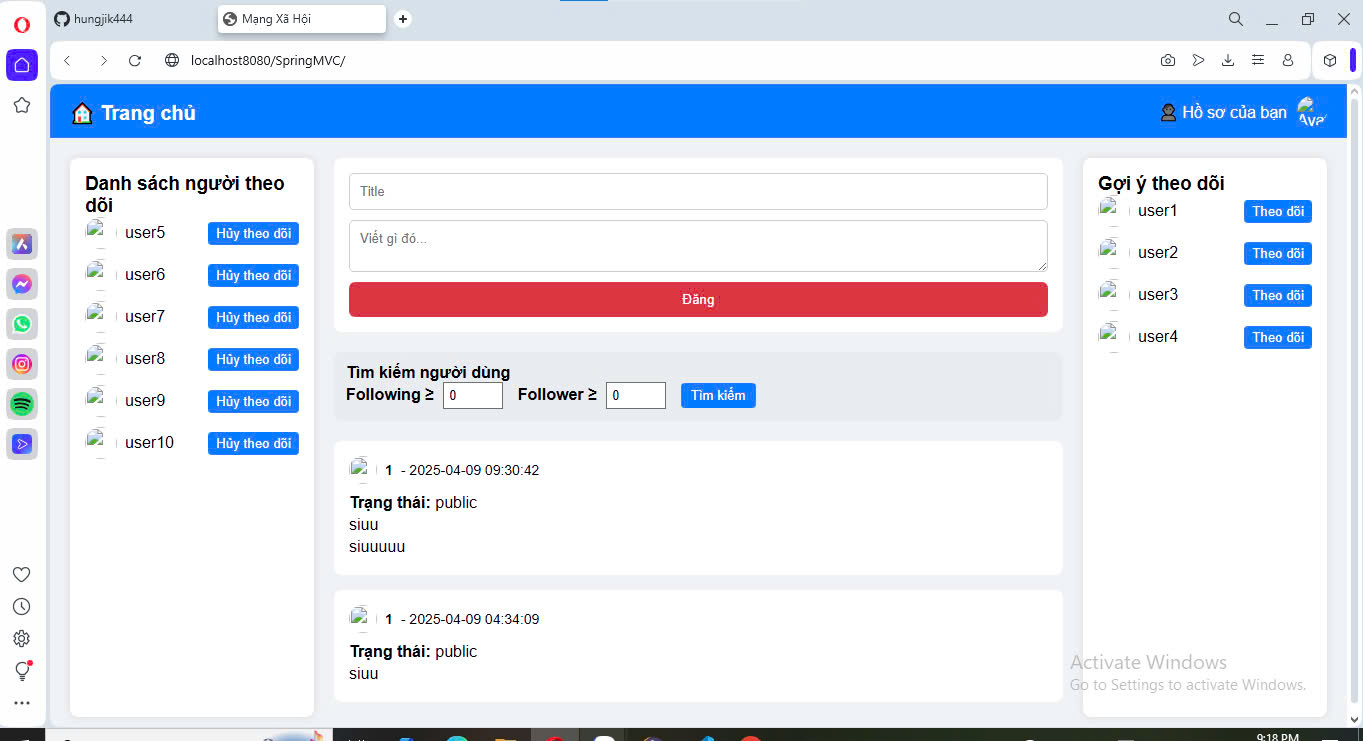 hungjik444
Mạng Xã Hội
localhost8080/SpringMVC/
Trang chủ
Hồ sơ của bạn
Ava
Danh sách người theo
dõi
user5 Hủy theo dõi
user6 Hủy theo dõi
user7 Hủy theo dõi
user8 Hủy theo dõi
user9 Hủy theo dõi
user10 Hủy theo dõi
Title
Viết gì đó...
Đăng
Tìm kiếm người dùng
Following ≥ 0 Follower ≥ 0 Tìm kiếm
1 - 2025-04-09 09:30:42
Trạng thái: public
siuu
siuuuuu
1 - 2025-04-09 04:34:09
Trạng thái: public
siuu
Gợi ý theo dõi
user1 Theo dõi
user2 Theo dõi
user3 Theo dõi
user4 Theo dõi
Activate Windows
Go to Settings to activate Windows.
9:18 PM